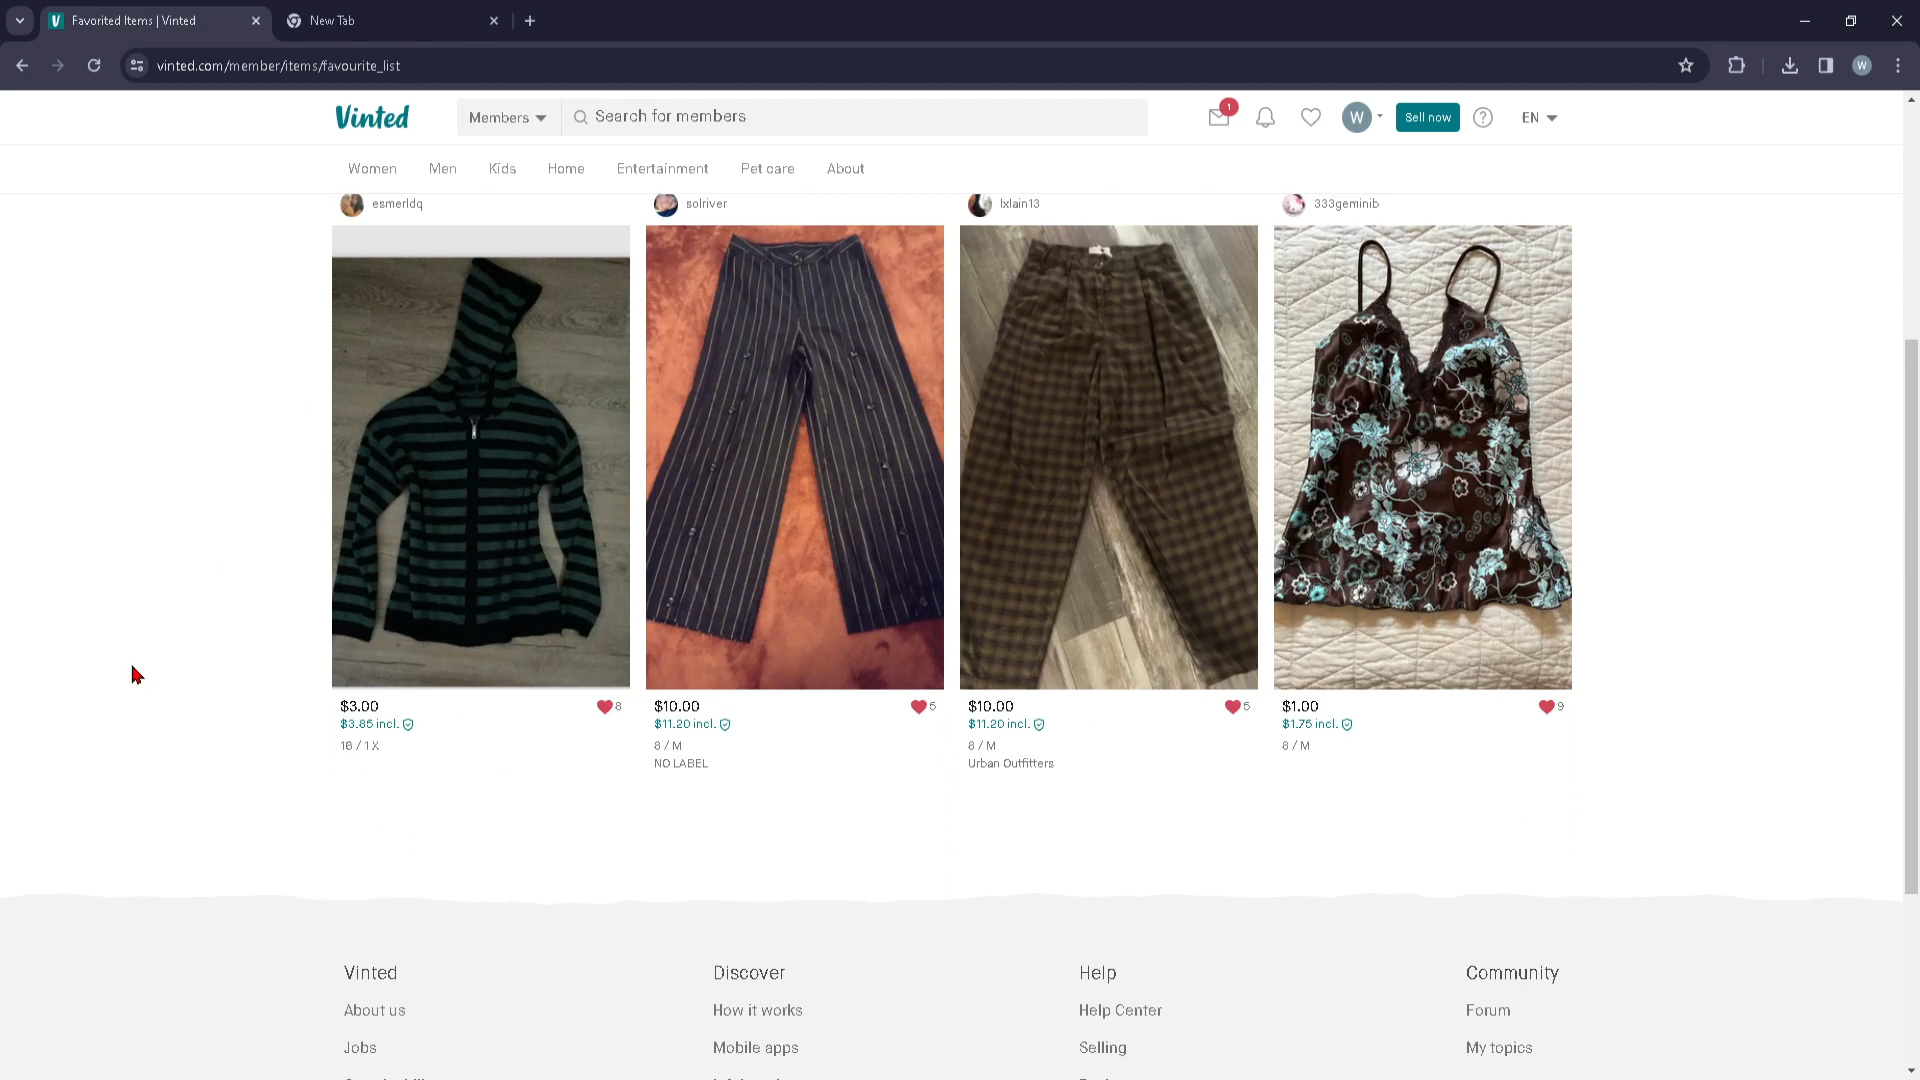 Favorited Items | Vinted
New Tab
vinted.com/member/items/favourite_list
W
Vinted
Members
Search for members
1
W
Sell now
EN
Women
Men
Kids
Home
Entertainment
Pet care
About
esmerldq
solriver
lxlain13
333geminib
$3.00
8
$3.85 incl.
16 / 1X
$10.00
5
$11.20 incl.
8 / M
NO LABEL
$10.00
5
$11.20 incl.
8 / M
Urban Outfitters
$1.00
9
$1.75 incl.
8 / M
Vinted
About us
Jobs
Discover
How it works
Mobile apps
Help
Help Center
Selling
Community
Forum
My topics